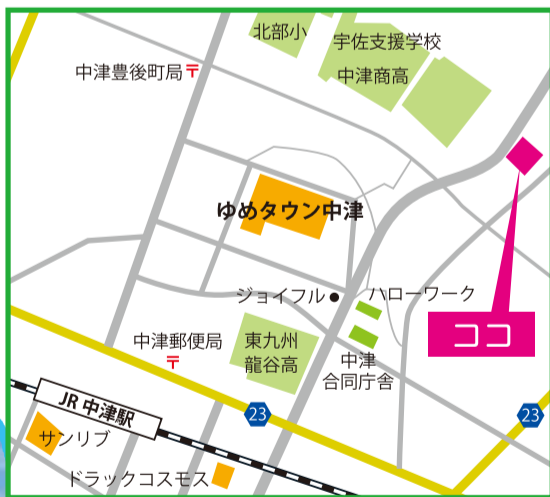 北部小
宇佐支援学校
中津豊後町局〒
中津商高
ゆめタウン中津
ジョイフル
ハローワーク
ココ
中津郵便局
〒
東九州
龍谷高
中津
合同庁舎
23
23
JR 中津駅
サンリブ
ドラックコスモス